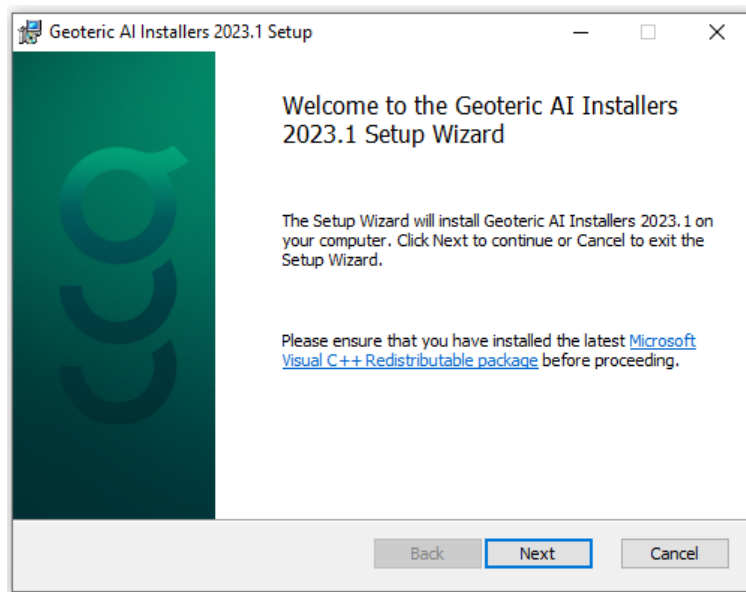 Geoteric AI Installers 2023.1 Setup
Welcome to the Geoteric AI Installers
2023.1 Setup Wizard
The Setup Wizard will install Geoteric AI Installers 2023.1 on
your computer. Click Next to continue or Cancel to exit the
Setup Wizard.
Please ensure that you have installed the latest Microsoft
Visual C++ Redistributable package before proceeding.
Back Next Cancel